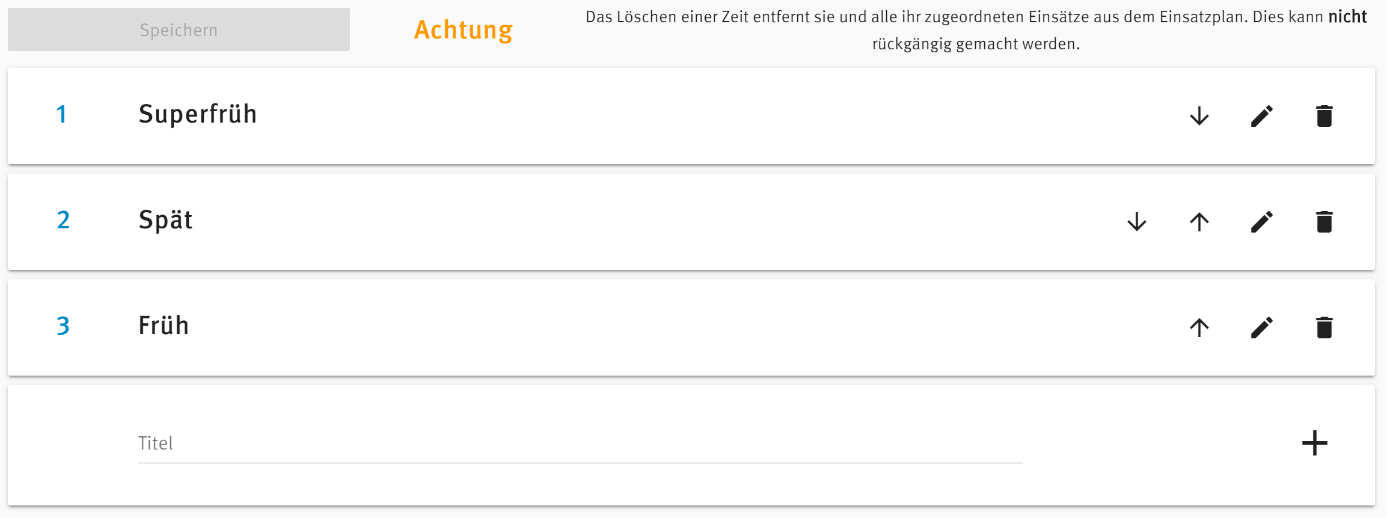 Speichern
Achtung
Das Löschen einer Zeit entfernt sie und alle ihr zugeordneten Einsätze aus dem Einsatzplan. Dies kann nicht
rückgängig gemacht werden.
1 Superfrüh
2 Spät
3 Früh
Titel